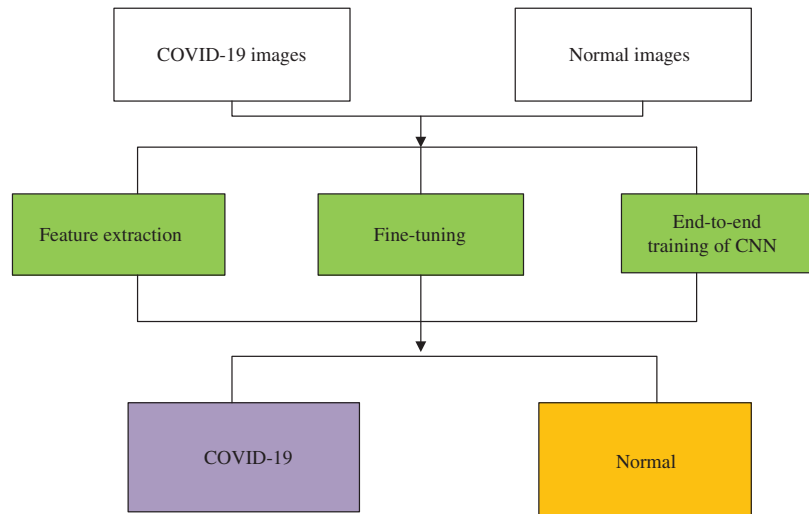 COVID-19 images
Normal images
Feature extraction
Fine-tuning
End-to-end
training of CNN
COVID-19
Normal